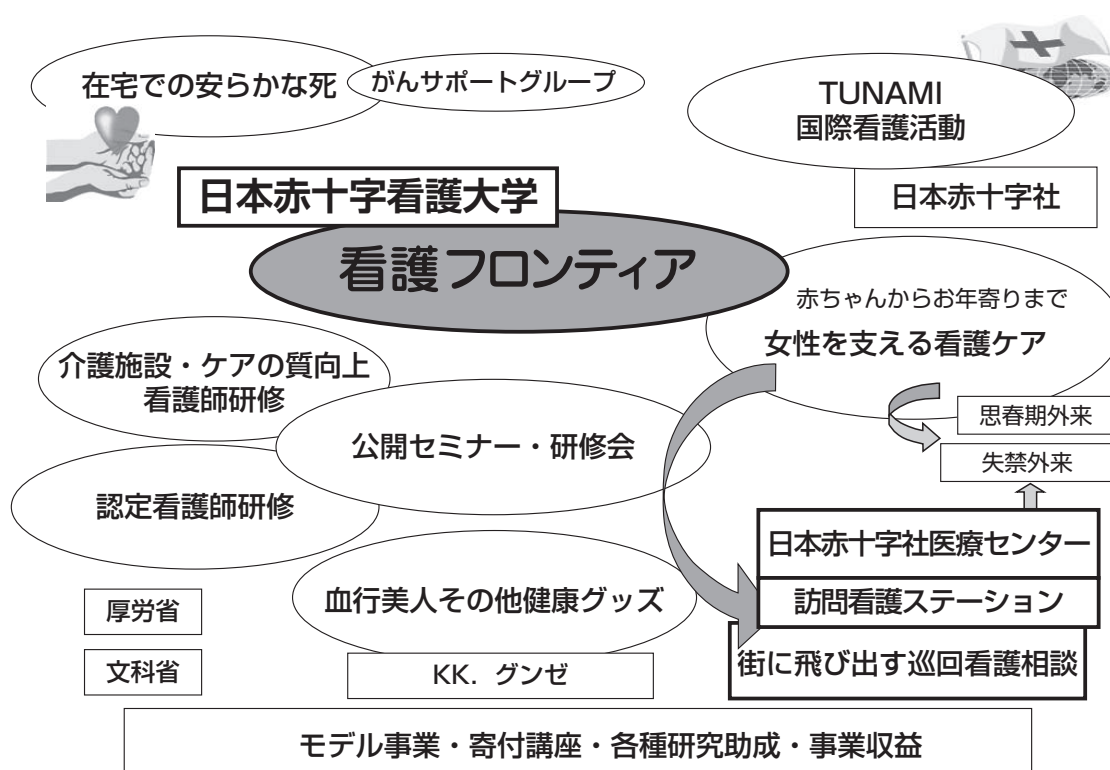 在宅での安らかな死
がんサポートグループ
TUNAMI
国際看護活動
日本赤十字社
日本赤十字看護大学
看護フロンティア
赤ちゃんからお年寄りまで
女性を支える看護ケア
思春期外来
失禁外来
介護施設・ケアの質向上
看護師研修
公開セミナー・研修会
認定看護師研修
日本赤十字社医療センター
訪問看護ステーション
街に飛び出す巡回看護相談
血行美人その他健康グッズ
KK. グンゼ
厚労省
文科省
モデル事業・寄付講座・各種研究助成・事業収益